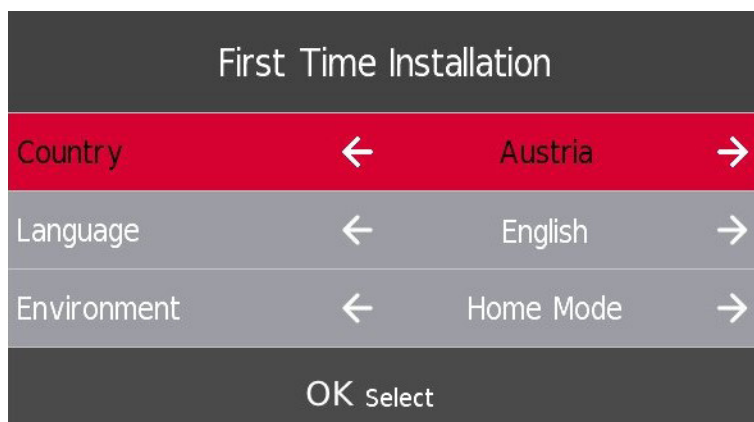 First Time Installation
Country ← Austria →
Language ← English →
Environment ← Home Mode →
OK Select